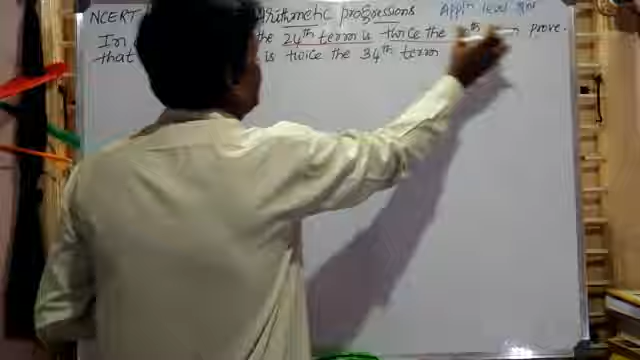 NCERT Arithmetic progressions Appln level
In the 24th term is twice the th prove.
that is twice the 34th term